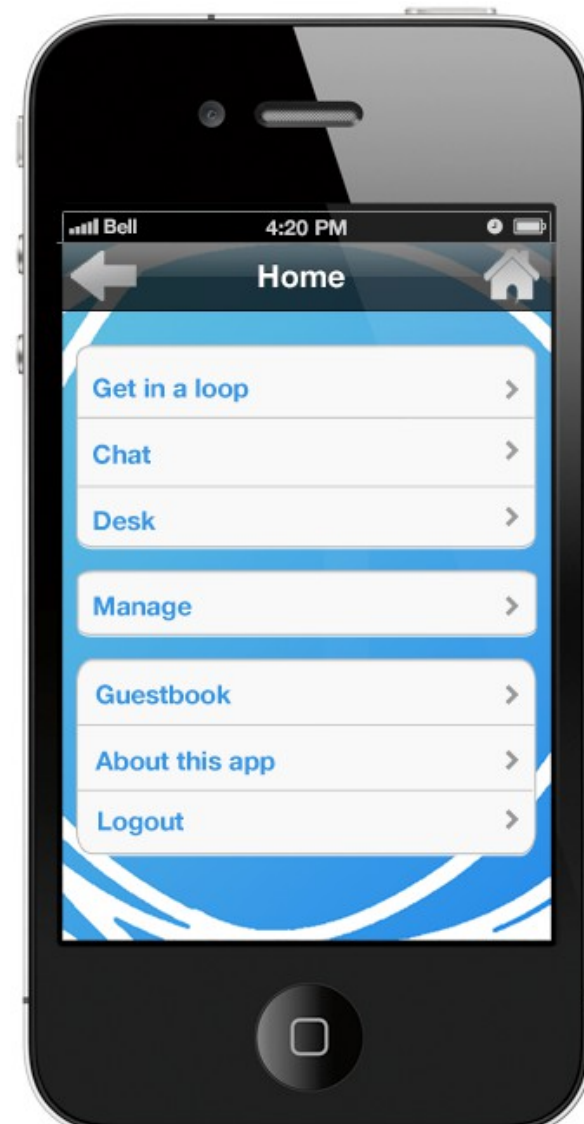 Bell 4:20 PM
Home
Get in a loop
Chat
Desk
Manage
Guestbook
About this app
Logout